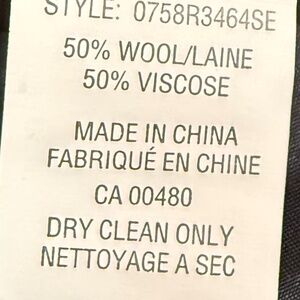 STYLE: 0758R3464SE
50% WOOL/LAINE
50% VISCOSE
MADE IN CHINA
FABRIQUÉ EN CHINE
CA 00480
DRY CLEAN ONLY
NETTOYAGE A SEC